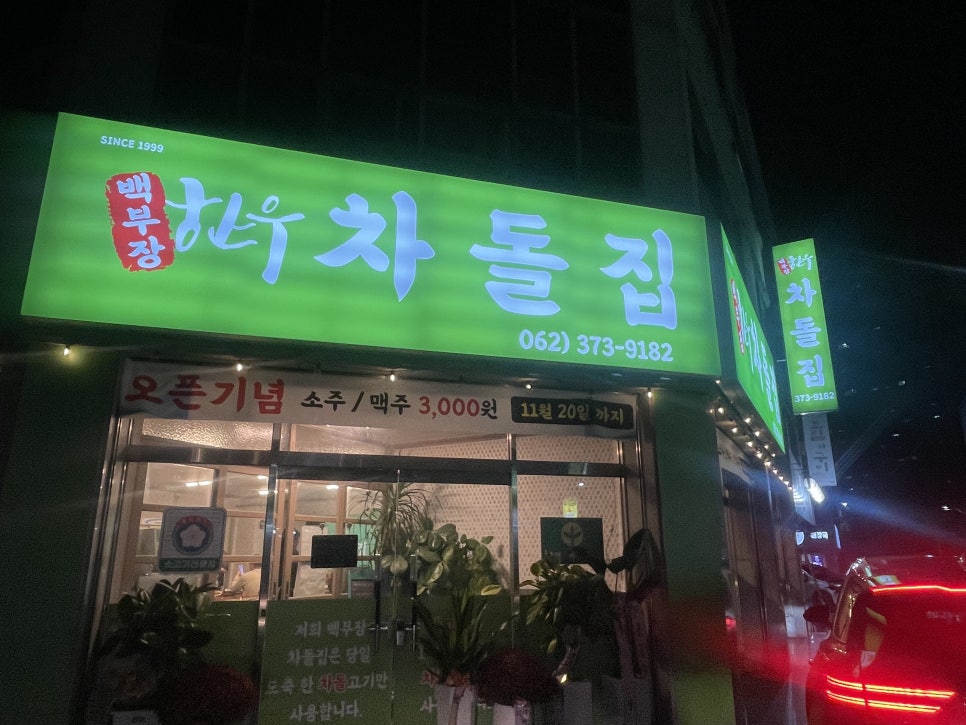 SINCE 1999
백부장
한우 차돌집
062) 373-9182
오픈기념 소주 / 맥주 3,000원 11월 20일 까지
저희 백부장
차돌집은 당일
도축 한 차돌고기만
사용합니다.
한우
차돌집
373-9182